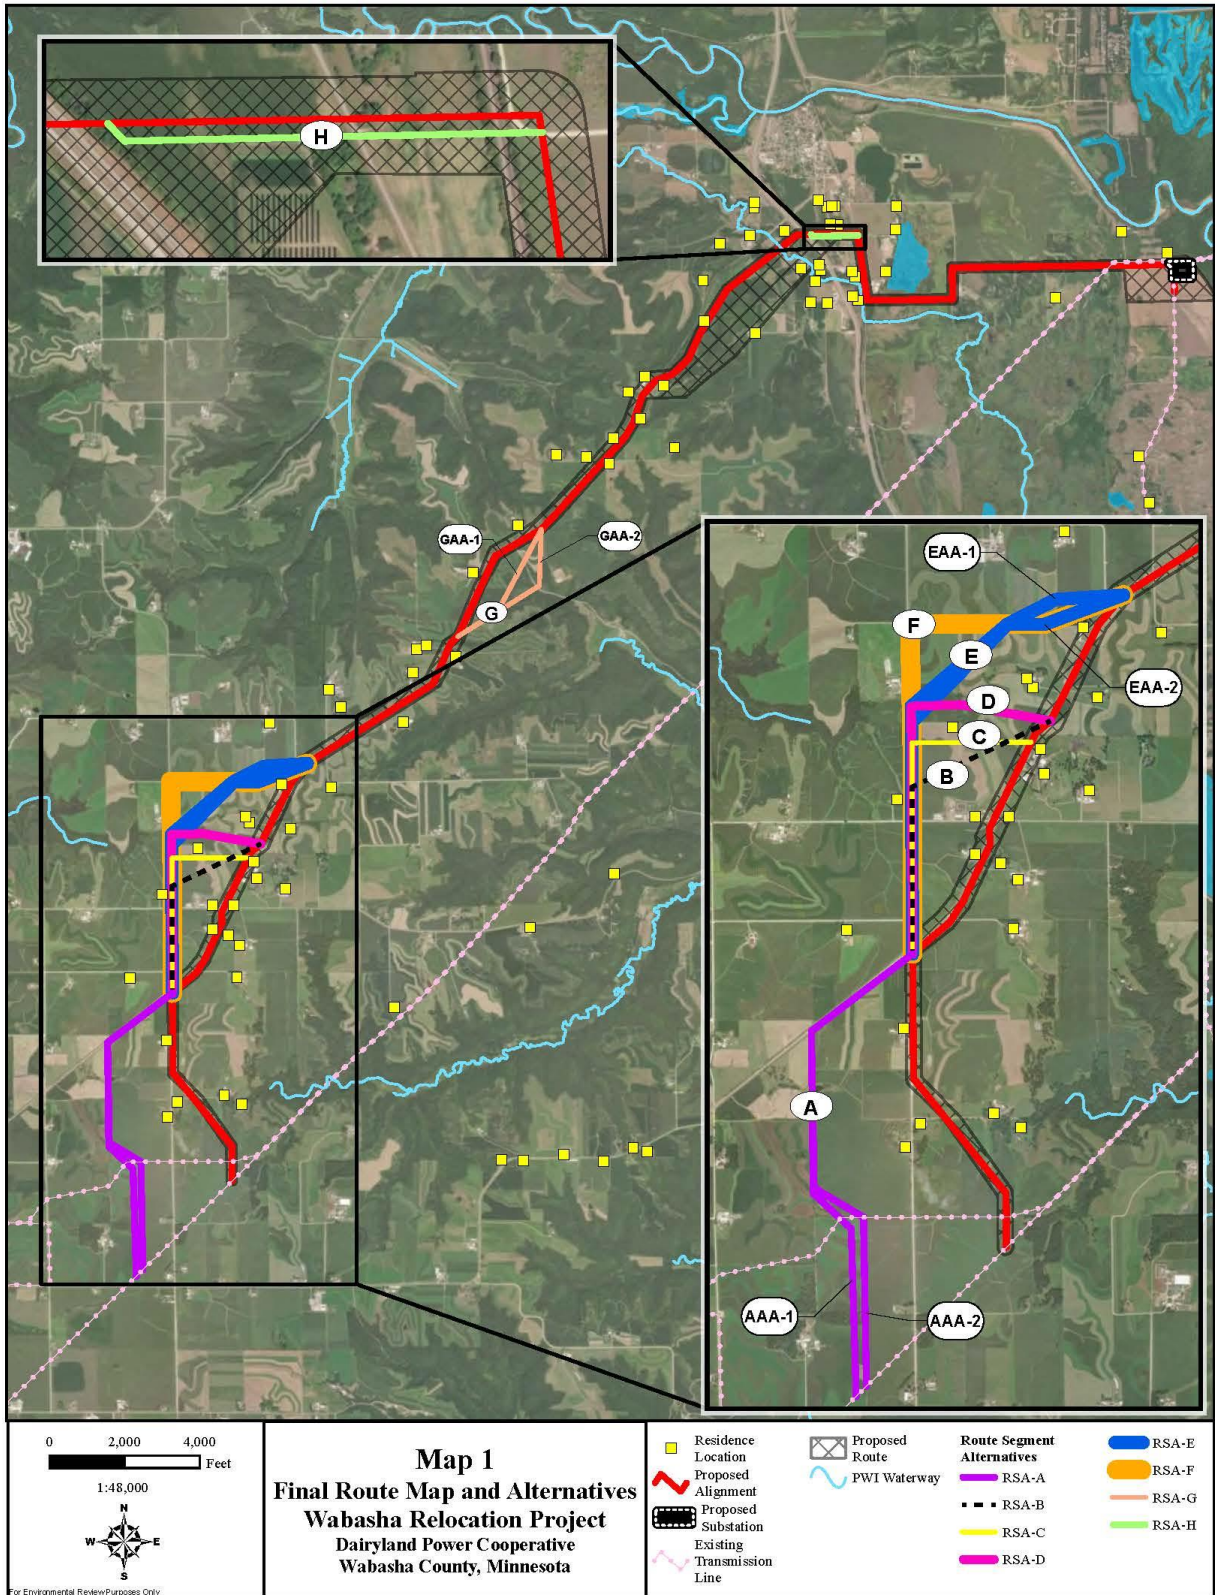 H
GAA-1
GAA-2
G
EAA-1
F
E
EAA-2
D
C
B
A
AAA-1
AAA-2
0 2,000 4,000
Feet
1:48,000
N
W E
S
For Environmental Review Purposes Only
Map 1
Final Route Map and Alternatives
Wabasha Relocation Project
Dairyland Power Cooperative
Wabasha County, Minnesota
Residence
Location
Proposed
Alignment
Proposed
Substation
Existing
Transmission
Line
Proposed
Route
PWI Waterway
Route Segment
Alternatives
RSA-A
RSA-B
RSA-C
RSA-D
RSA-E
RSA-F
RSA-G
RSA-H